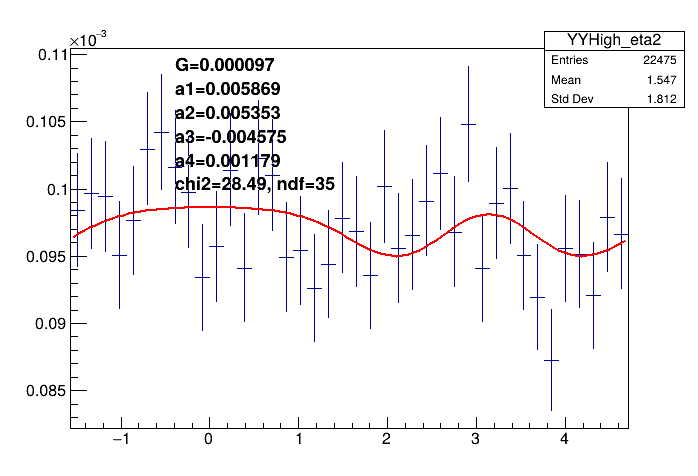 ×10⁻³
YYHigh_eta2
Entries 22475
Mean 1.547
Std Dev 1.812
G=0.000097
a1=0.005869
a2=0.005353
a3=-0.004575
a4=0.001179
chi2=28.49, ndf=35
0.11
0.105
0.1
0.095
0.09
0.085
−1 0 1 2 3 4